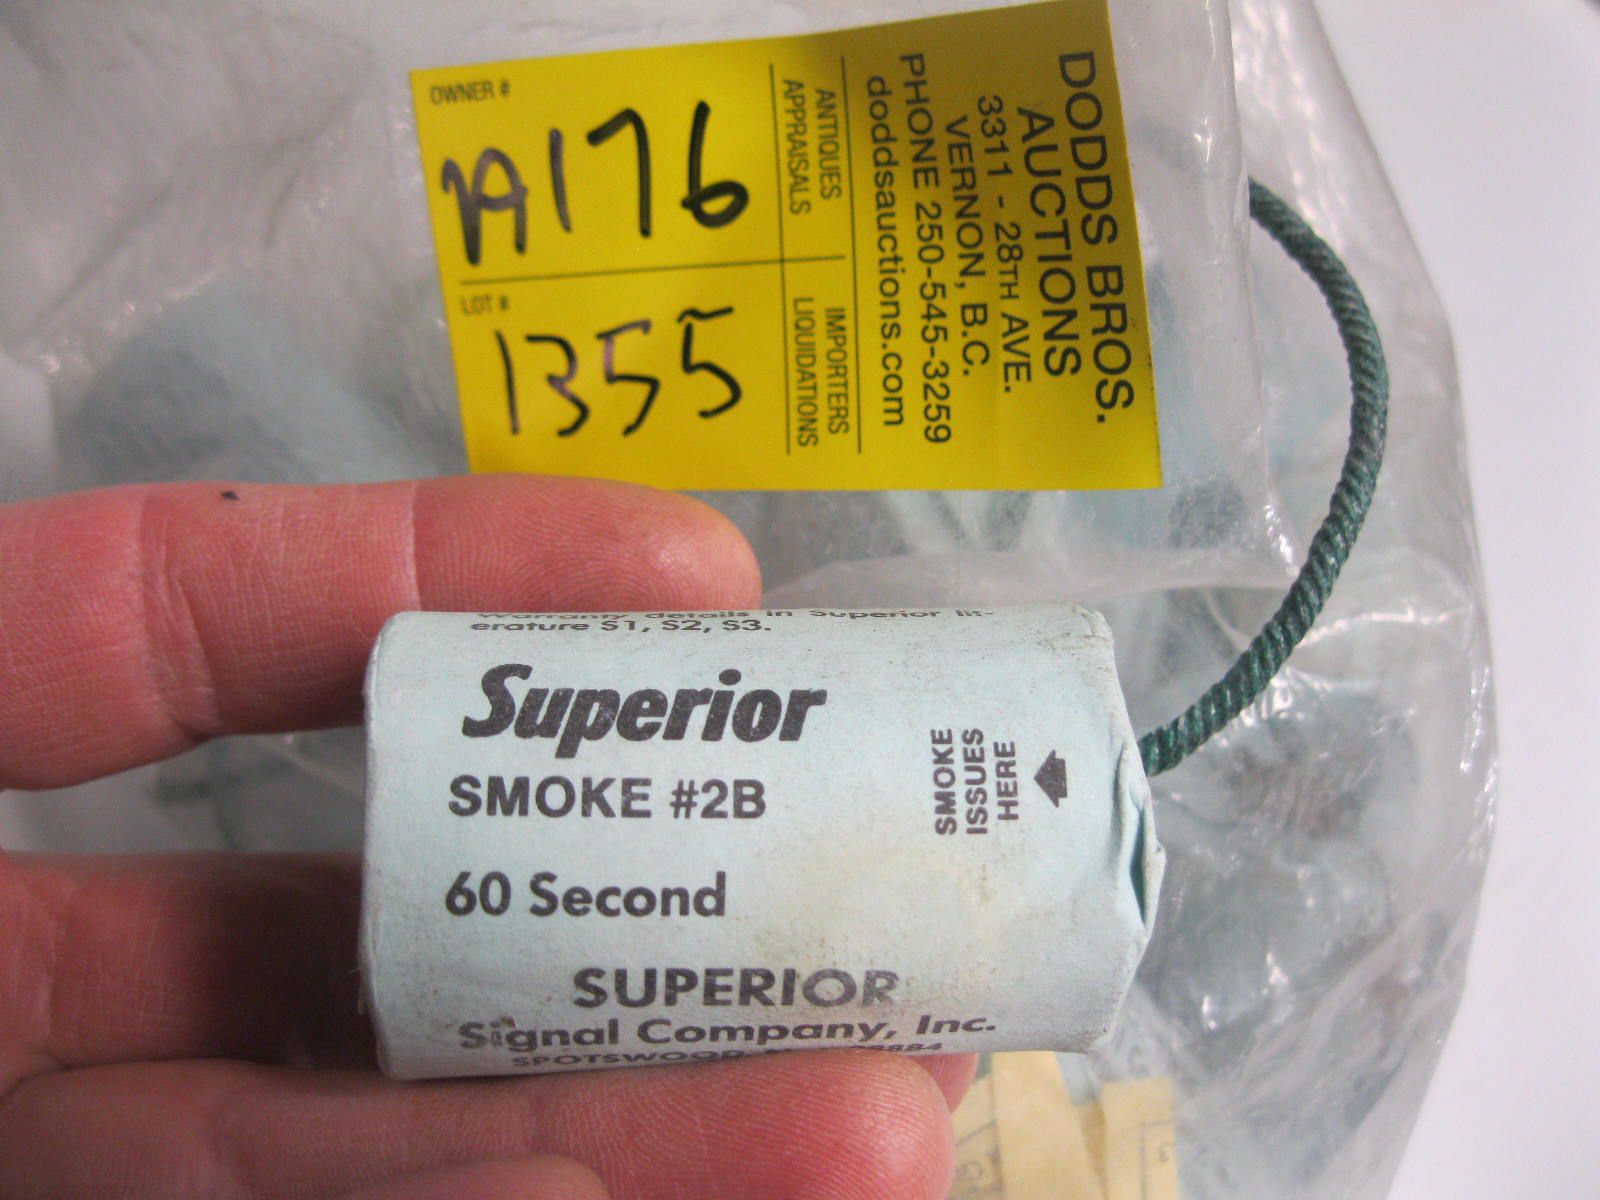 OWNER #
A176
LOT #
1355
ANTIQUES
APPRAISALS
IMPORTERS
LIQUIDATIONS
DODDS BROS.
AUCTIONS
3311 - 28TH AVE.
VERNON, B.C.
PHONE 250-545-3259
doddsauctions.com
Warranty details in Superior lit-
erature S1, S2, S3.
Superior
SMOKE #2B
60 Second
SMOKE
ISSUES
HERE
SUPERIOR
Signal Company, Inc.
SPOTSWOOD, 08884